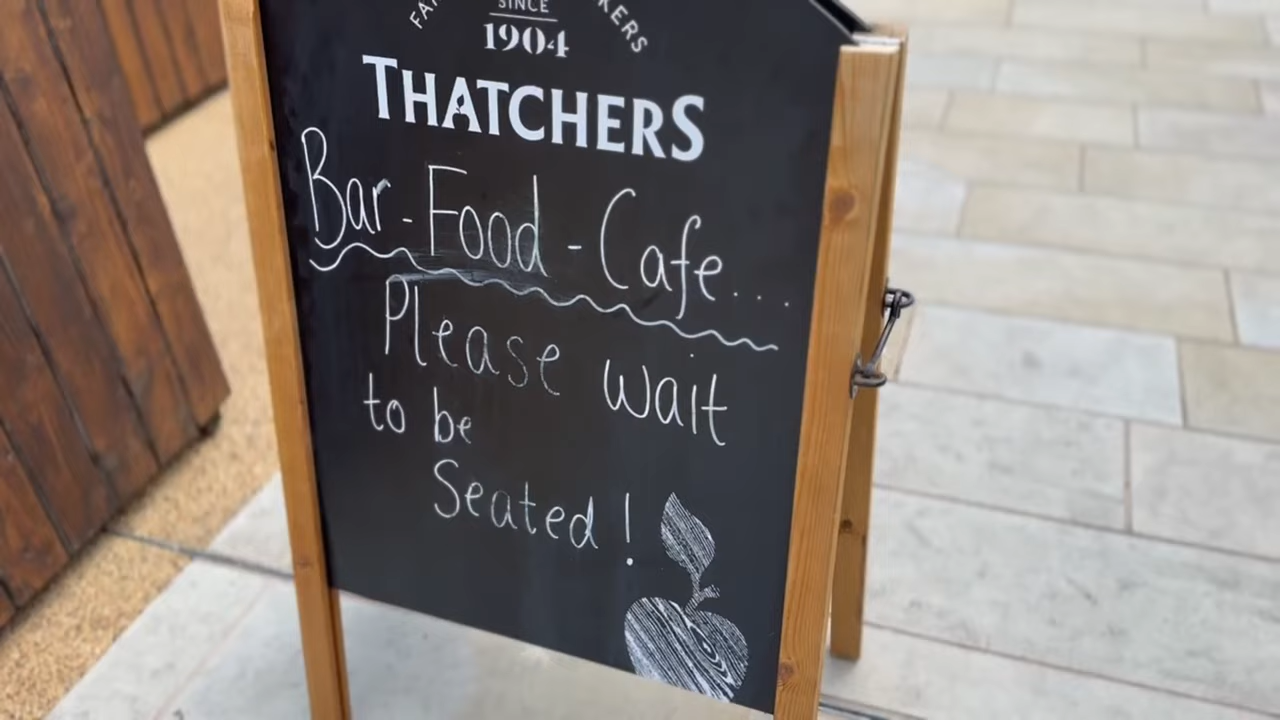 SINCE
1904
THATCHERS
Bar - Food - Cafe...
Please wait
to be
Seated!